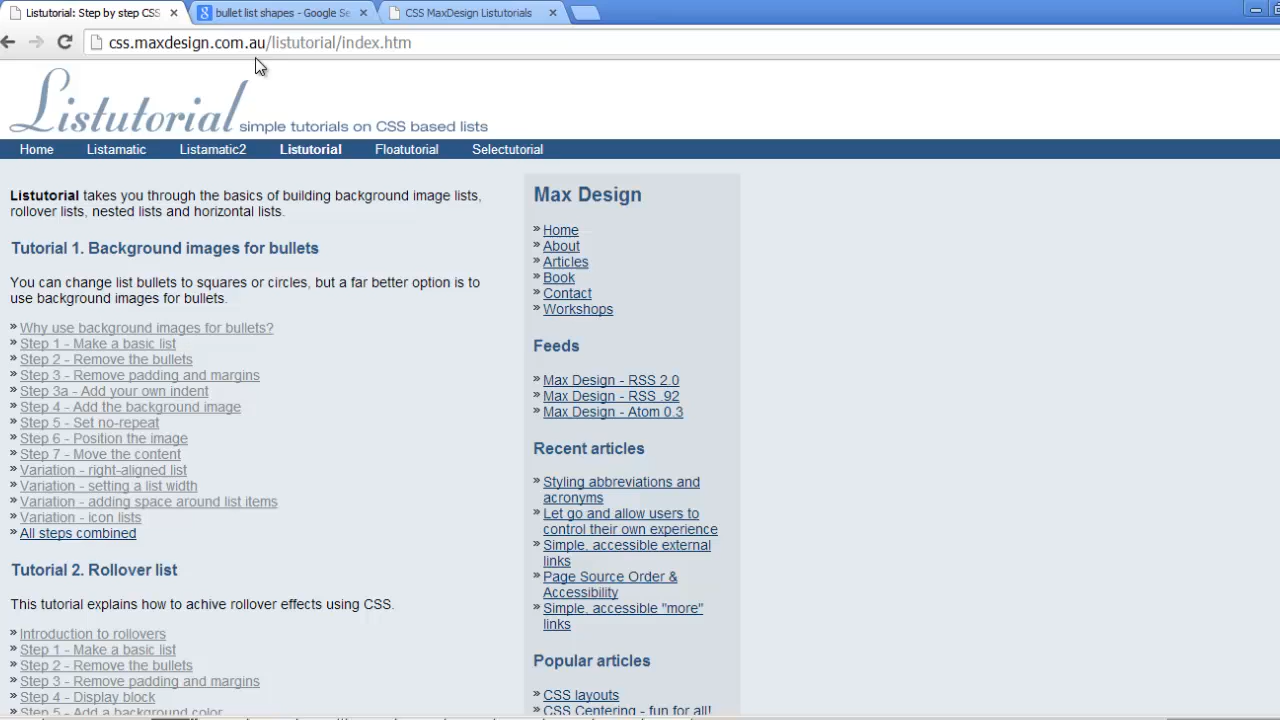 Listutorial: Step by step CSS
bullet list shapes - Google Se
CSS MaxDesign Listutorials
css.maxdesign.com.au/listutorial/index.htm
Listutorial simple tutorials on CSS based lists
Home Listamatic Listamatic2 Listutorial Floatutorial Selectutorial
Listutorial takes you through the basics of building background image lists,
rollover lists, nested lists and horizontal lists.
Tutorial 1. Background images for bullets
You can change list bullets to squares or circles, but a far better option is to
use background images for bullets.
» Why use background images for bullets?
» Step 1 - Make a basic list
» Step 2 - Remove the bullets
» Step 3 - Remove padding and margins
» Step 3a - Add your own indent
» Step 4 - Add the background image
» Step 5 - Set no-repeat
» Step 6 - Position the image
» Step 7 - Move the content
» Variation - right-aligned list
» Variation - setting a list width
» Variation - adding space around list items
» Variation - icon lists
» All steps combined
Tutorial 2. Rollover list
This tutorial explains how to achive rollover effects using CSS.
» Introduction to rollovers
» Step 1 - Make a basic list
» Step 2 - Remove the bullets
» Step 3 - Remove padding and margins
» Step 4 - Display block
» Step 5 - Add a background color
Max Design
» Home
» About
» Articles
» Book
» Contact
» Workshops
Feeds
» Max Design - RSS 2.0
» Max Design - RSS .92
» Max Design - Atom 0.3
Recent articles
» Styling abbreviations and
acronyms
» Let go and allow users to
control their own experience
» Simple, accessible external
links
» Page Source Order &
Accessibility
» Simple, accessible "more"
links
Popular articles
» CSS layouts
» CSS Centering - fun for all!